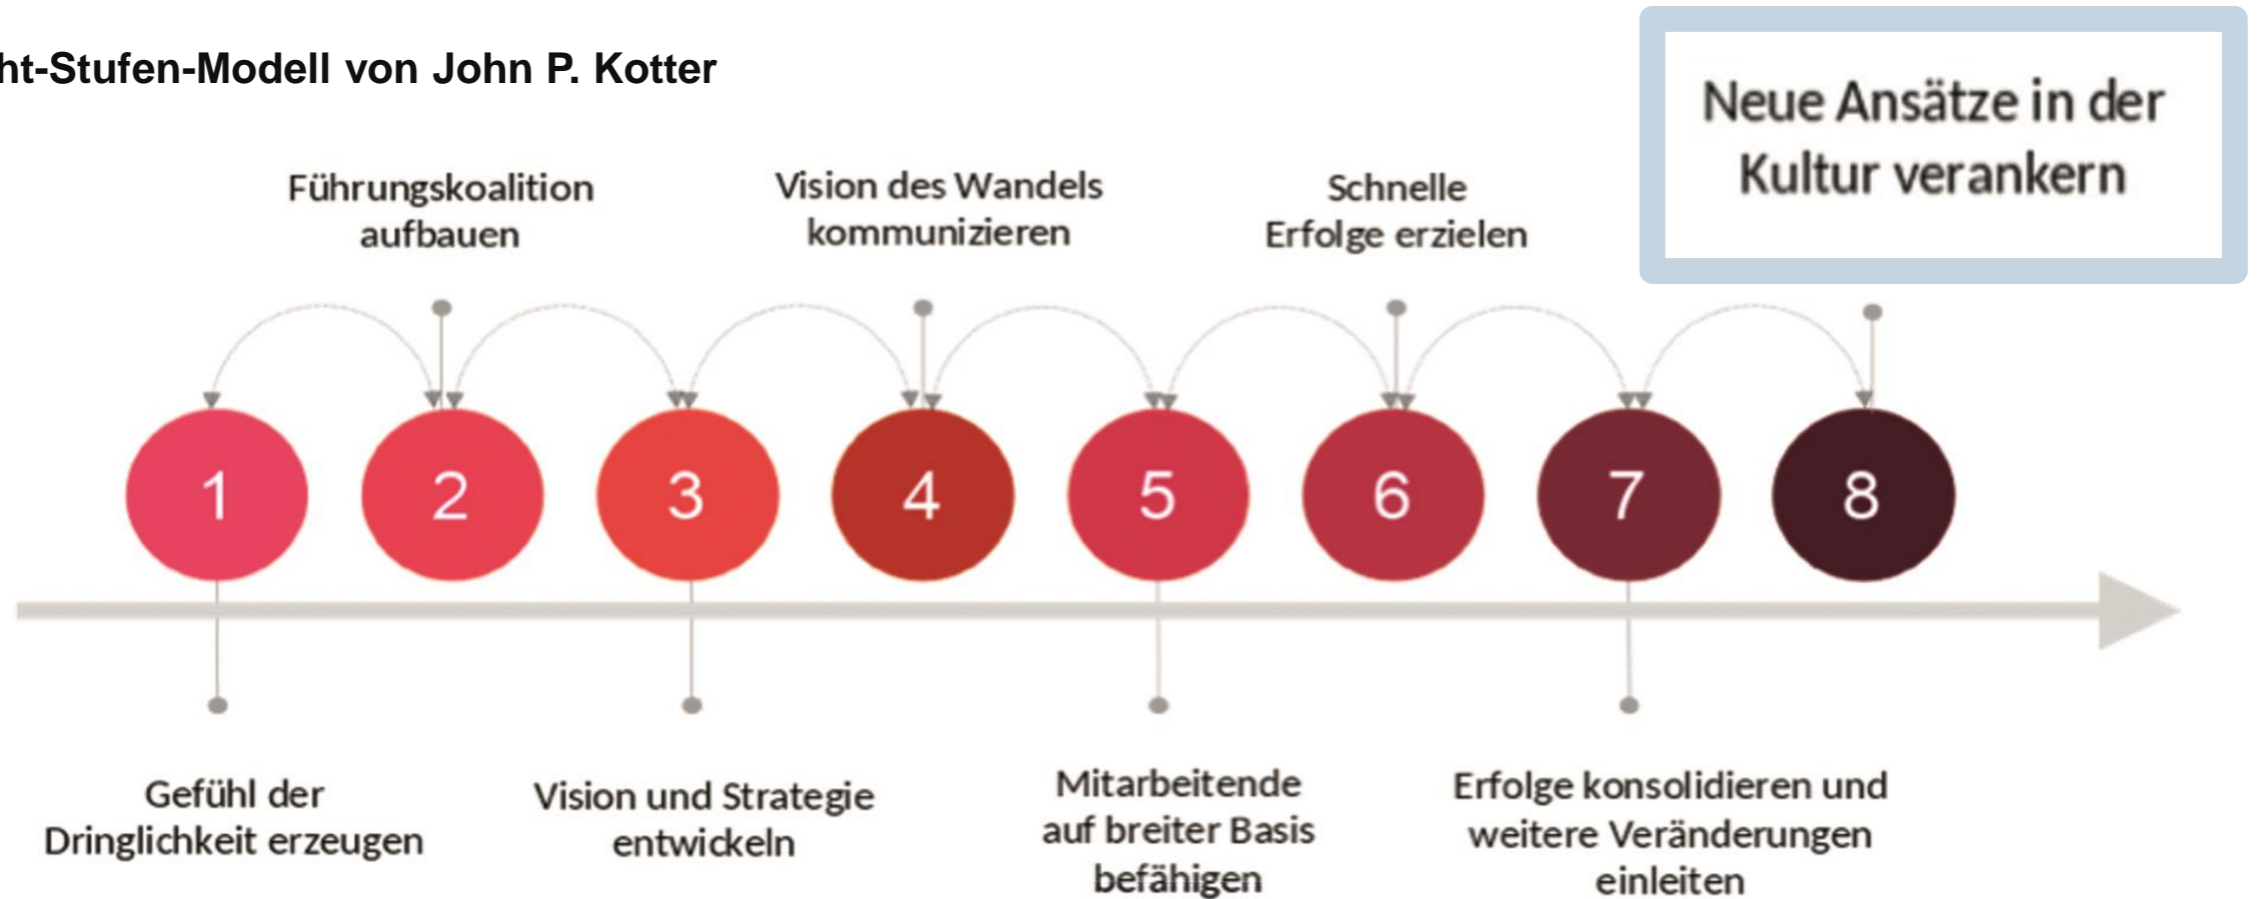 ht-Stufen-Modell von John P. Kotter
Neue Ansätze in der
Kultur verankern
Führungskoalition
aufbauen
Vision des Wandels
kommunizieren
Schnelle
Erfolge erzielen
1
2
3
4
5
6
7
8
Gefühl der
Dringlichkeit erzeugen
Vision und Strategie
entwickeln
Mitarbeitende
auf breiter Basis
befähigen
Erfolge konsolidieren und
weitere Veränderungen
einleiten